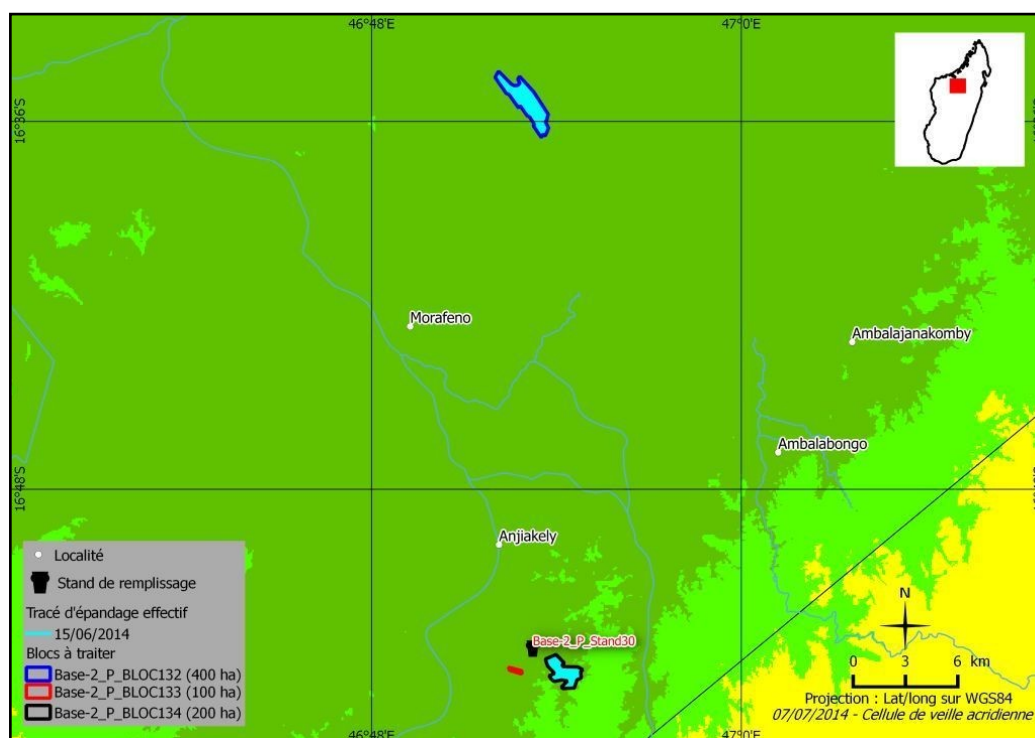 46°48'E
47°0'E
16°36'S
Morafeno
Ambalajanakomby
Ambalabongo
16°48'S
Anjiakely
Base-2_P_Stand30
Localité
Stand de remplissage
Tracé d'épandage effectif
15/06/2014
Blocs à traiter
Base-2_P_BLOC132 (400 ha)
Base-2_P_BLOC133 (100 ha)
Base-2_P_BLOC134 (200 ha)
N
0 3 6 km
Projection : Lat/long sur WGS84
07/07/2014 - Cellule de veille acridienne
46°48'E
47°0'E